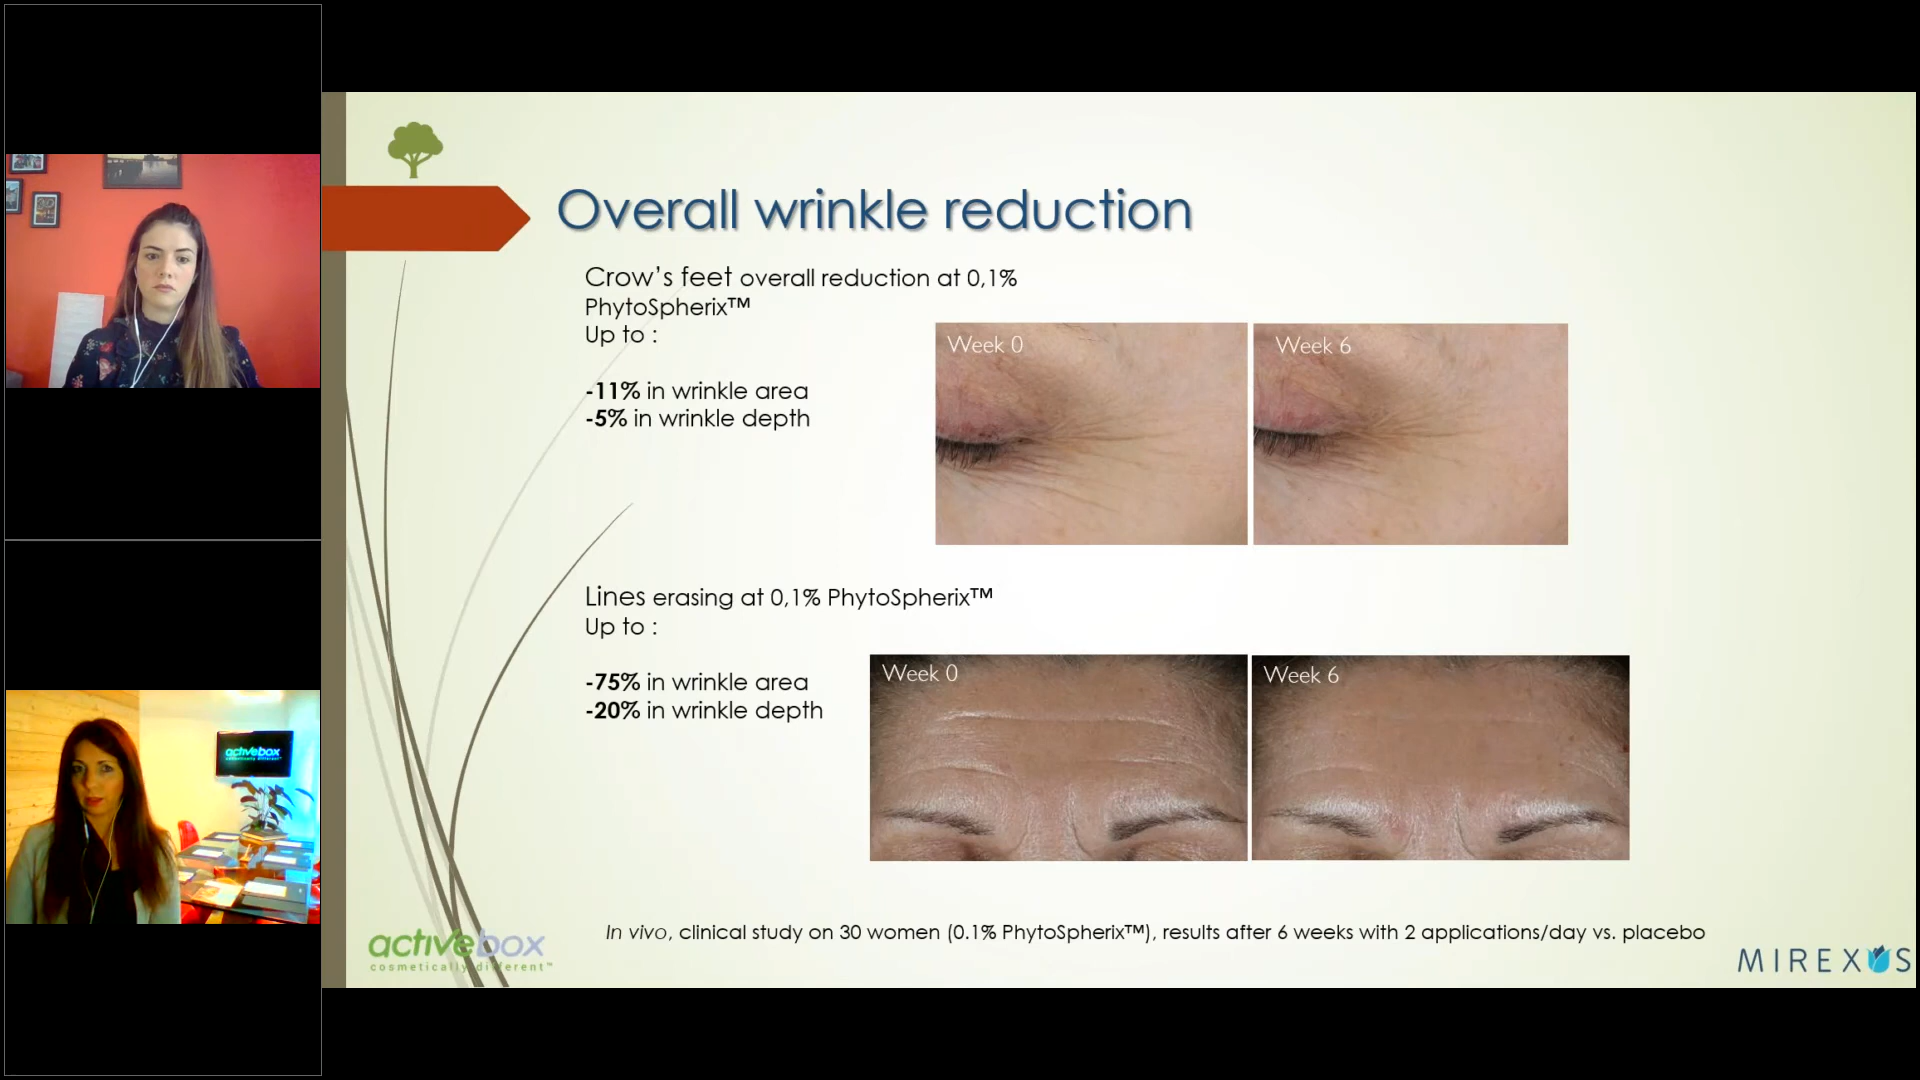 Overall wrinkle reduction
Crow's feet overall reduction at 0,1%
PhytoSpherix™
Up to :
-11% in wrinkle area
-5% in wrinkle depth
Week 0
Week 6
Lines erasing at 0,1% PhytoSpherix™
Up to :
-75% in wrinkle area
-20% in wrinkle depth
Week 0
Week 6
In vivo, clinical study on 30 women (0.1% PhytoSpherix™), results after 6 weeks with 2 applications/day vs. placebo
activebox
cosmetically different™
MIREXUS
activebox
cosmetically different™